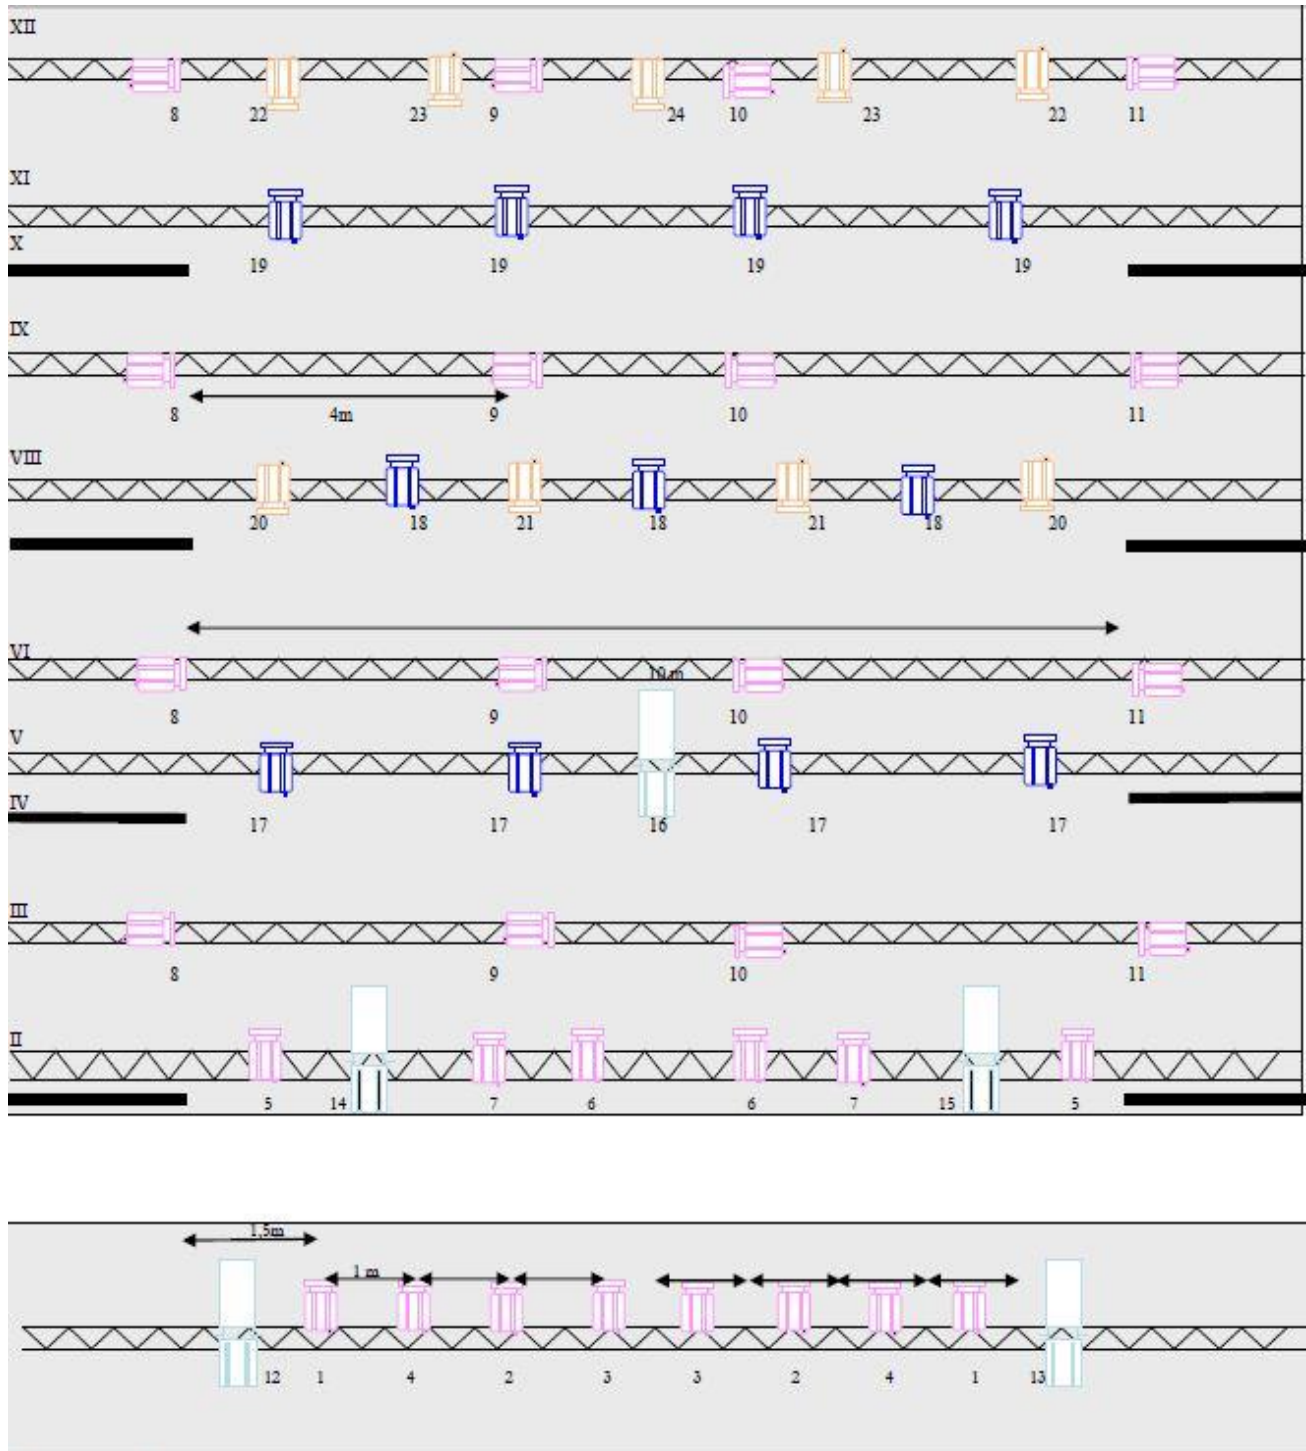 XII
8 22 23 9 24 10 23 22 11
XI
X
19 19 19 19
IX
4m
8 9 10 11
VIII
20 18 21 18 21 18 20
VI
10 m
8 9 10 11
V
IV
17 17 16 17 17
III
8 9 10 11
II
5 14 7 6 6 7 15 5
1,5m
1 m
12 1 4 2 3 3 2 4 1 13